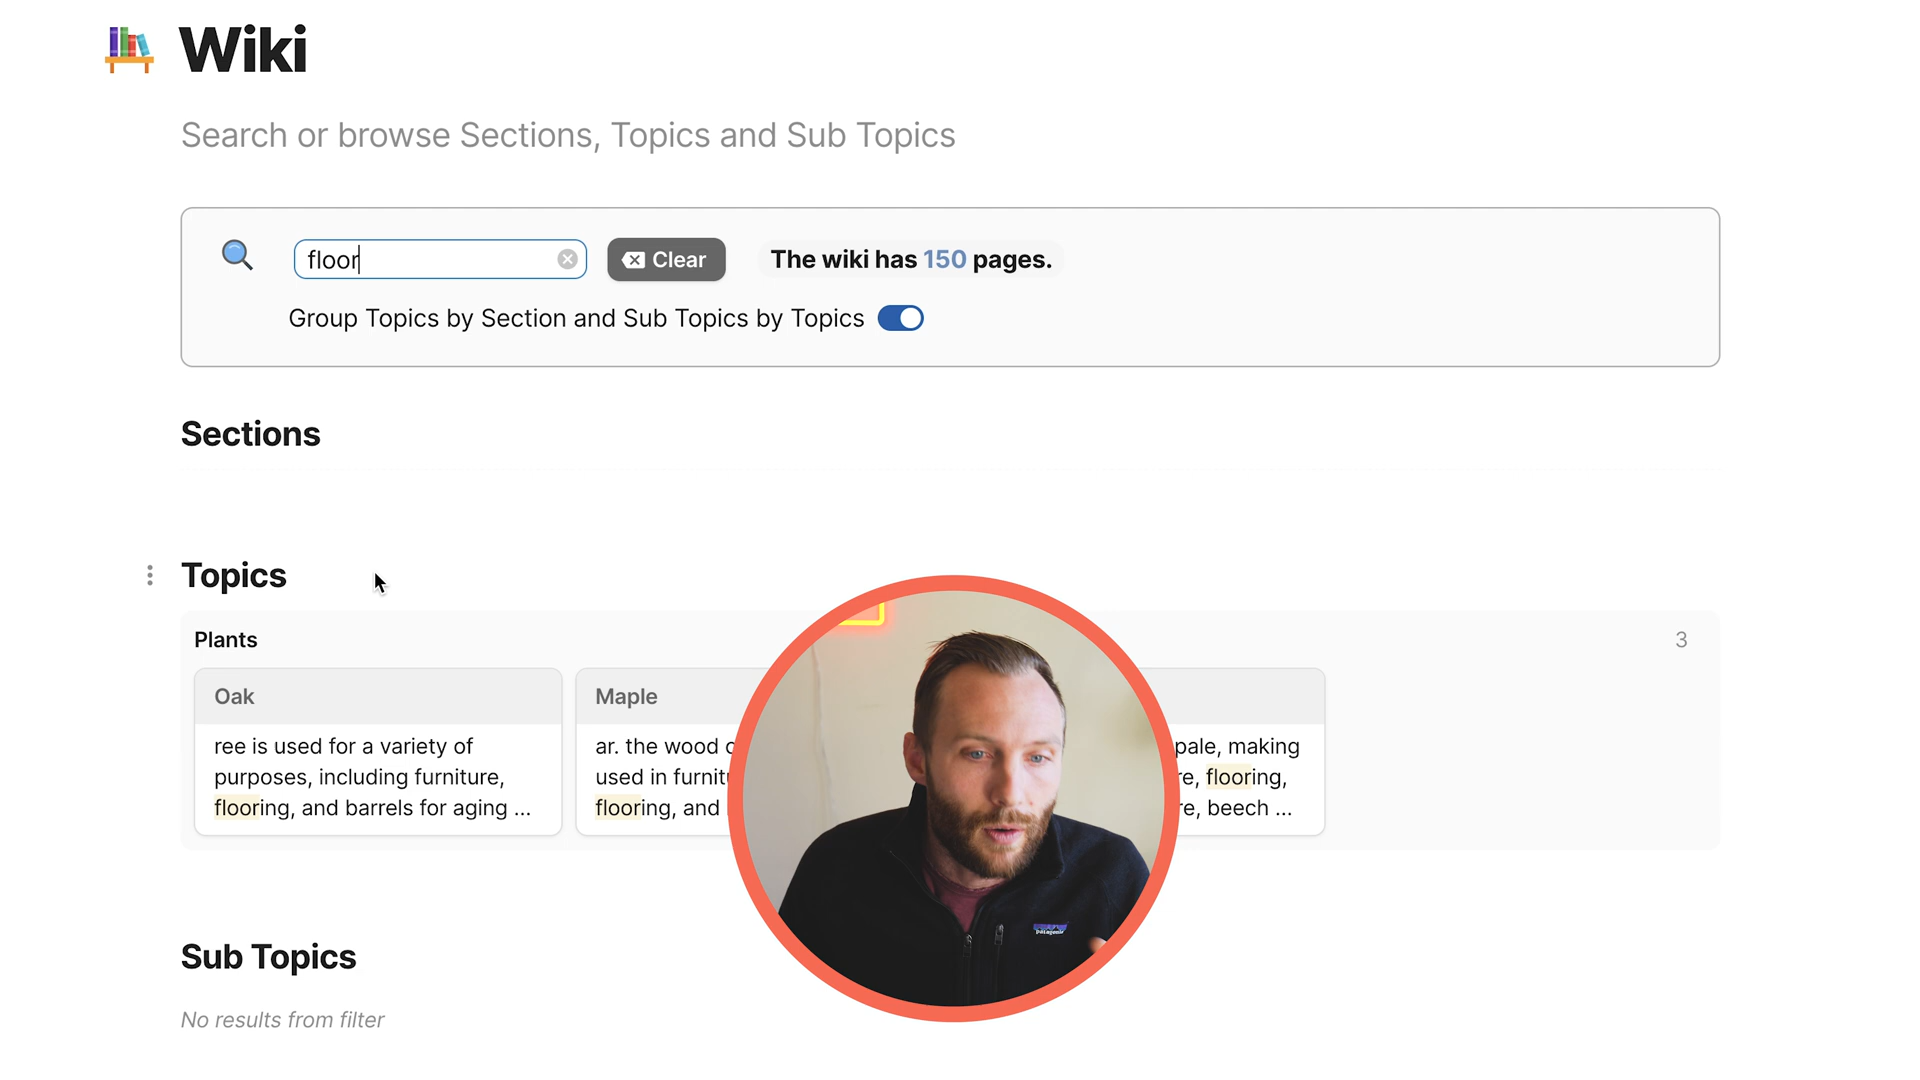 Wiki
Search or browse Sections, Topics and Sub Topics
floor
Clear
The wiki has 150 pages.
Group Topics by Section and Sub Topics by Topics
Sections
Topics
Plants
3
Oak
ree is used for a variety of
purposes, including furniture,
flooring, and barrels for aging ...
Maple
ar. the wood
used in
flooring, and
pale, making
flooring,
beech ...
patagonia
Sub Topics
No results from filter